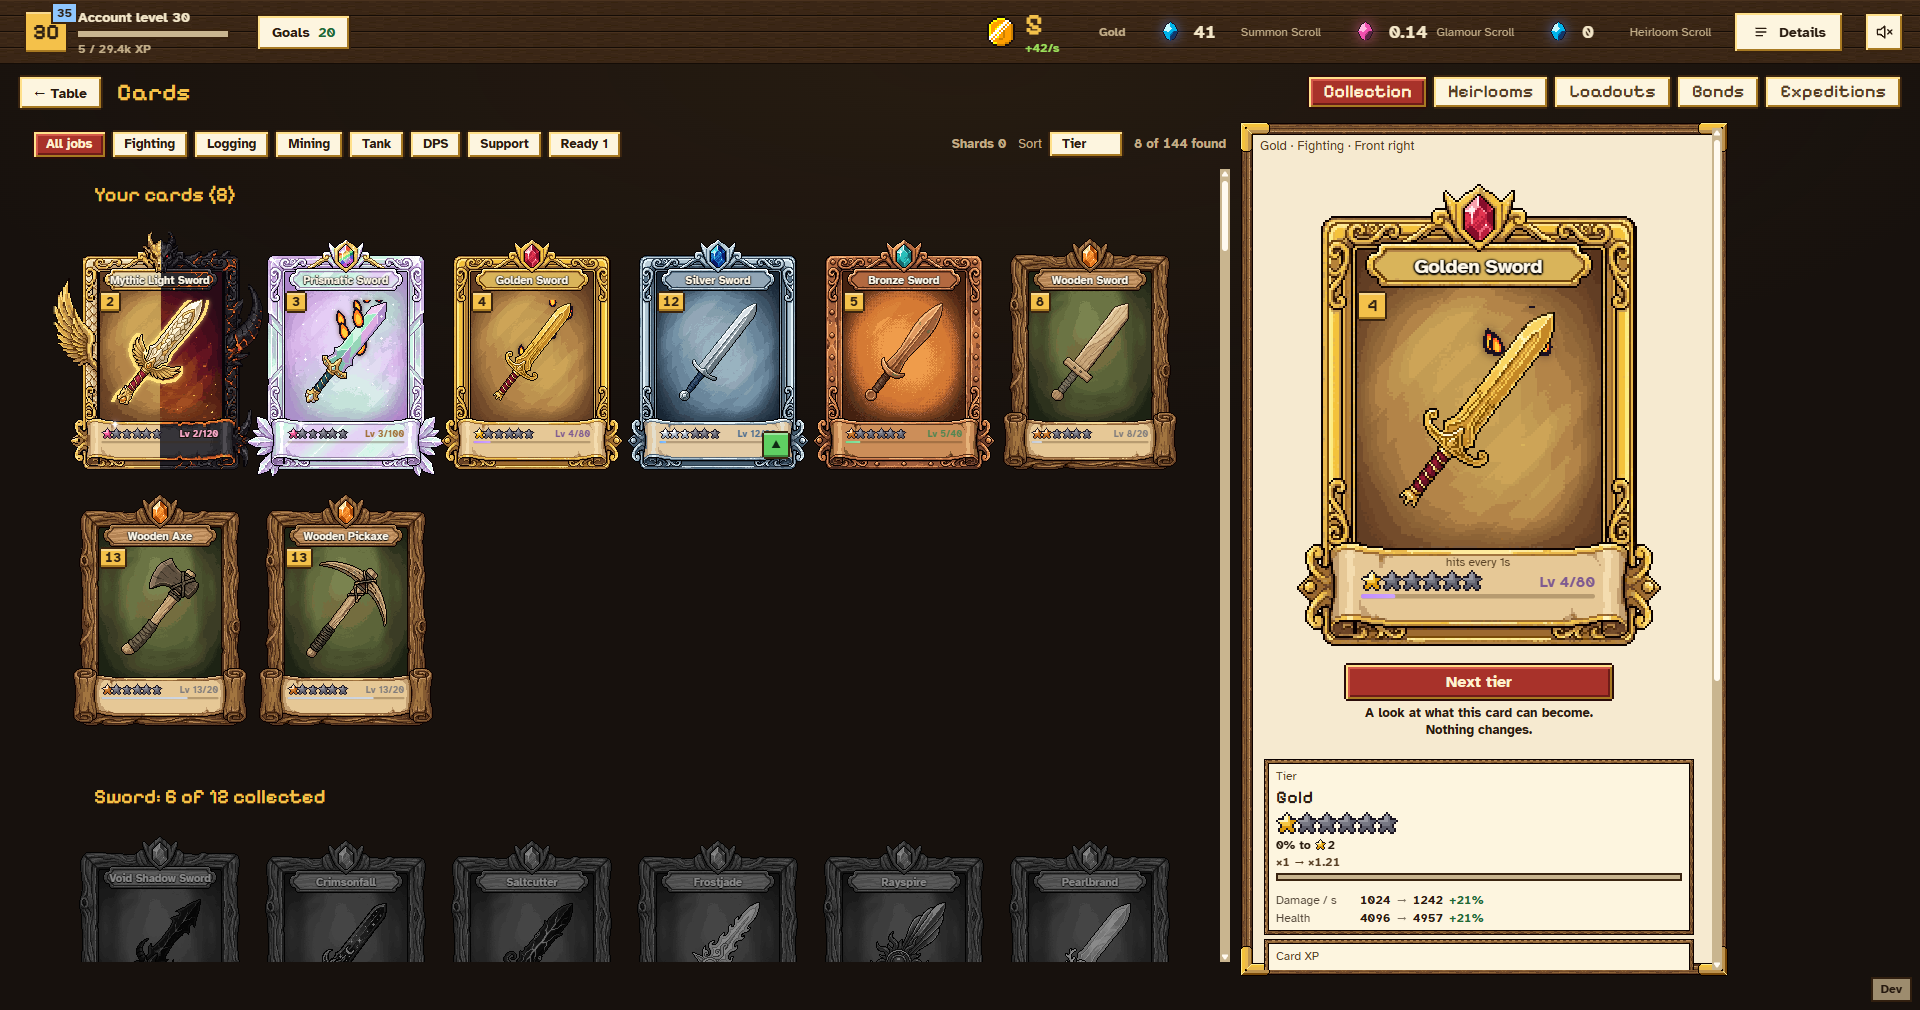 30
35
Account level 30
5 / 29.4k XP
Goals 20
+42/s
Gold
41
Summon Scroll
0.14
Glamour Scroll
0
Heirloom Scroll
Details
← Table
Cards
Collection
Heirlooms
Loadouts
Bonds
Expeditions
All jobs
Fighting
Logging
Mining
Tank
DPS
Support
Ready 1
Shards 0
Sort
Tier
8 of 144 found
Your cards (8)
Mythic Light Sword
2
Lv 2/120
Prismatic Sword
3
Lv 3/100
Golden Sword
4
Lv 4/80
Silver Sword
12
Lv 12
Bronze Sword
5
Lv 5/40
Wooden Sword
8
Lv 8/20
Wooden Axe
13
Lv 13/20
Wooden Pickaxe
13
Lv 13/20
Sword: 6 of 12 collected
Void Shadow Sword
Crimsonfall
Saltcutter
Frostjade
Rayspire
Pearlbrand
Gold · Fighting · Front right
Golden Sword
4
hits every 1s
Lv 4/80
Next tier
A look at what this card can become.
Nothing changes.
Tier
Gold
0% to ★2
×1 → ×1.21
Damage / s 1024 → 1242 +21%
Health 4096 → 4957 +21%
Card XP
Dev